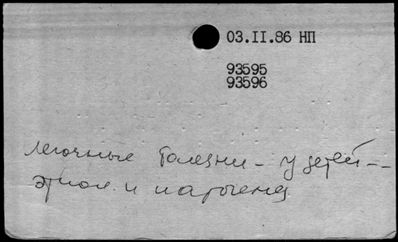 03.II.86 НП
93595
93596
легочные болезни - у детей -
этиол. и патогенез